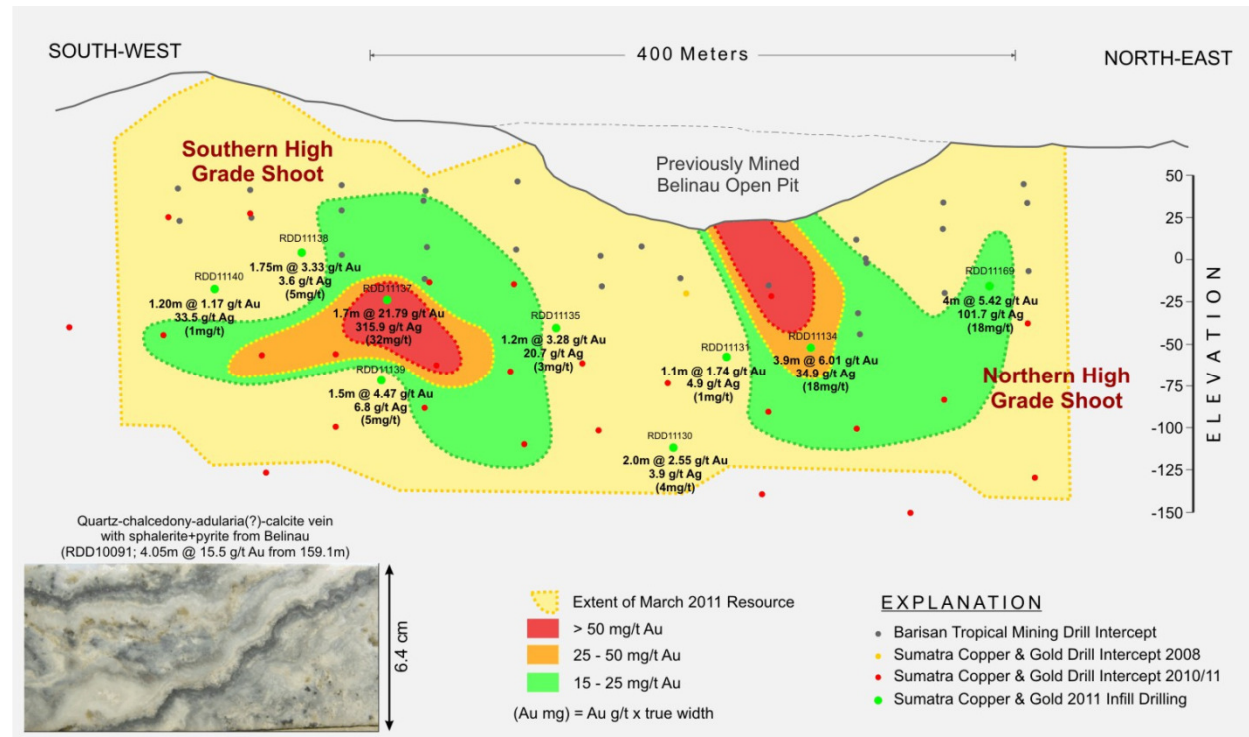 SOUTH-WEST
400 Meters
NORTH-EAST
Southern High
Grade Shoot
Previously Mined
Belinau Open Pit
50
25
0
-25
-50
-75
-100
-125
-150
ELEVATION
RDD11138
1.75m @ 3.33 g/t Au
3.6 g/t Ag
(5mg/t)
RDD11140
1.20m @ 1.17 g/t Au
33.5 g/t Ag
(1mg/t)
RDD11137
1.7m @ 21.79 g/t Au
315.9 g/t Ag
(32mg/t)
RDD11139
1.5m @ 4.47 g/t Au
6.8 g/t Ag
(5mg/t)
RDD11135
1.2m @ 3.28 g/t Au
20.7 g/t Ag
(3mg/t)
RDD11131
1.1m @ 1.74 g/t Au
4.9 g/t Ag
(1mg/t)
RDD11130
2.0m @ 2.55 g/t Au
3.9 g/t Ag
(4mg/t)
RDD11134
3.9m @ 6.01 g/t Au
34.9 g/t Ag
(18mg/t)
RDD11169
4m @ 5.42 g/t Au
101.7 g/t Ag
(18mg/t)
Northern High
Grade Shoot
Quartz-chalcedony-adularia(?)-calcite vein
with sphalerite+pyrite from Belinau
(RDD10091; 4.05m @ 15.5 g/t Au from 159.1m)
6.4 cm
Extent of March 2011 Resource
> 50 mg/t Au
25 - 50 mg/t Au
15 - 25 mg/t Au
(Au mg) = Au g/t x true width
EXPLANATION
Barisan Tropical Mining Drill Intercept
Sumatra Copper & Gold Drill Intercept 2008
Sumatra Copper & Gold Drill Intercept 2010/11
Sumatra Copper & Gold 2011 Infill Drilling